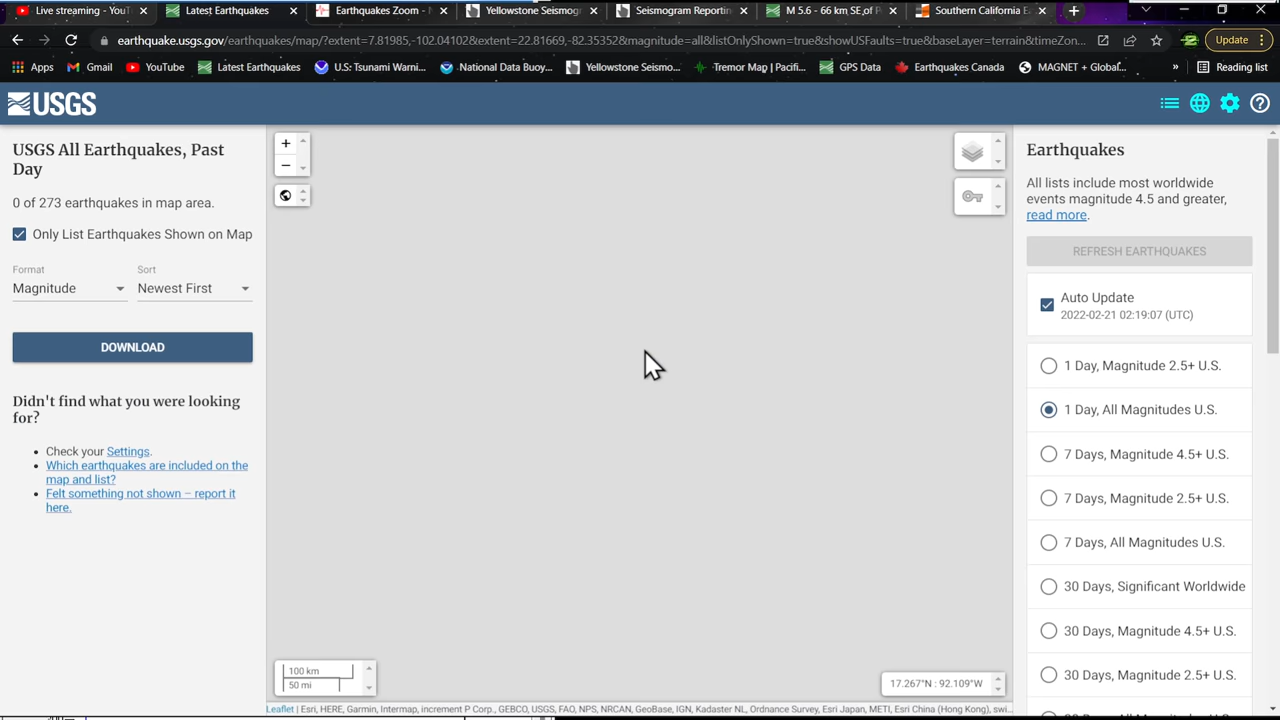 Live streaming - YouT
Latest Earthquakes
Earthquakes Zoom - M
Yellowstone Seismog
Seismogram Reportin
M 5.6 - 66 km SE of P
Southern California Ea
earthquake.usgs.gov/earthquakes/map/?extent=7.81985,-102.04102&extent=22.81669,-82.35352&magnitude=all&listOnlyShown=true&showUSFaults=true&baseLayer=terrain&timeZon...
Update
Apps
Gmail
YouTube
Latest Earthquakes
U.S: Tsunami Warni...
National Data Buoy...
Yellowstone Seismo...
Tremor Map | Pacifi...
GPS Data
Earthquakes Canada
MAGNET + Global...
»
Reading list
USGS
USGS All Earthquakes, Past
Day
0 of 273 earthquakes in map area.
Only List Earthquakes Shown on Map
Format
Sort
Magnitude
Newest First
DOWNLOAD
Didn't find what you were looking
for?
Check your Settings.
Which earthquakes are included on the
map and list?
Felt something not shown – report it
here.
+
−
100 km
50 mi
17.267°N : 92.109°W
Leaflet | Esri, HERE, Garmin, Intermap, increment P Corp., GEBCO, USGS, FAO, NPS, NRCAN, GeoBase, IGN, Kadaster NL, Ordnance Survey, Esri Japan, METI, Esri China (Hong Kong), swi...
Earthquakes
All lists include most worldwide
events magnitude 4.5 and greater,
read more.
REFRESH EARTHQUAKES
Auto Update
2022-02-21 02:19:07 (UTC)
1 Day, Magnitude 2.5+ U.S.
1 Day, All Magnitudes U.S.
7 Days, Magnitude 4.5+ U.S.
7 Days, Magnitude 2.5+ U.S.
7 Days, All Magnitudes U.S.
30 Days, Significant Worldwide
30 Days, Magnitude 4.5+ U.S.
30 Days, Magnitude 2.5+ U.S.